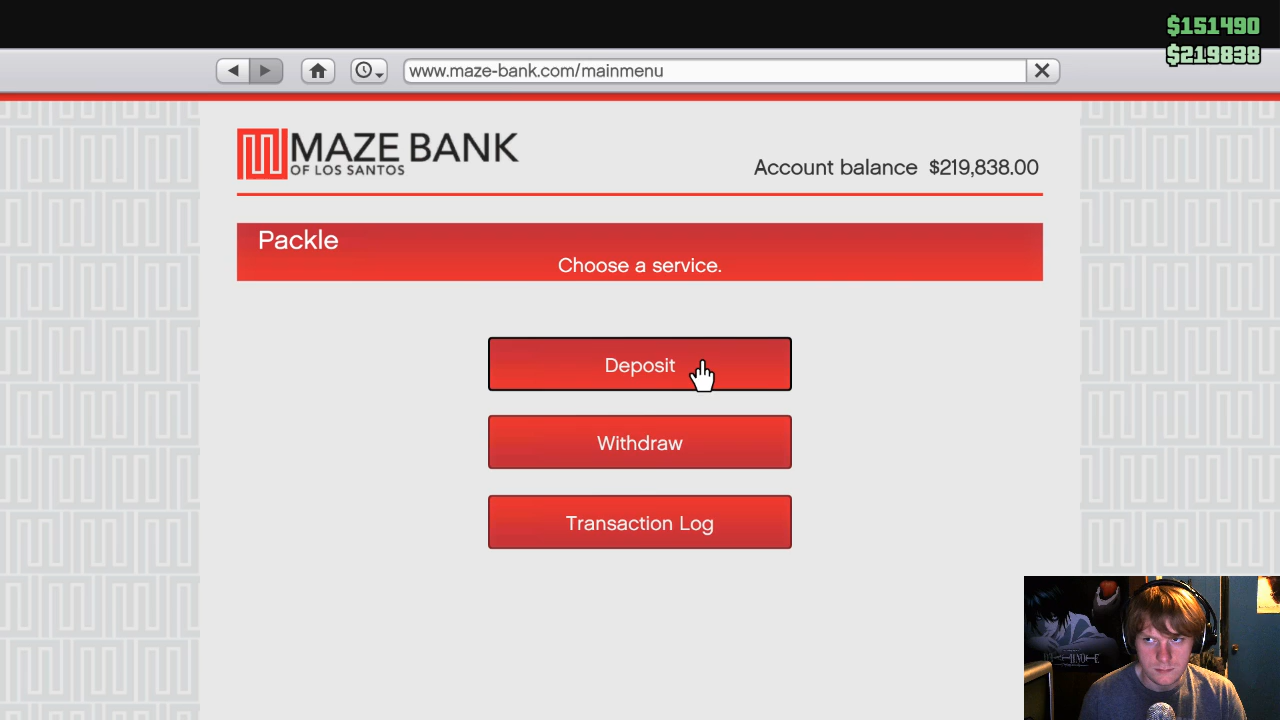 $151490
$219838
www.maze-bank.com/mainmenu
MAZE BANK
OF LOS SANTOS
Account balance $219,838.00
Packle
Choose a service.
Deposit
Withdraw
Transaction Log